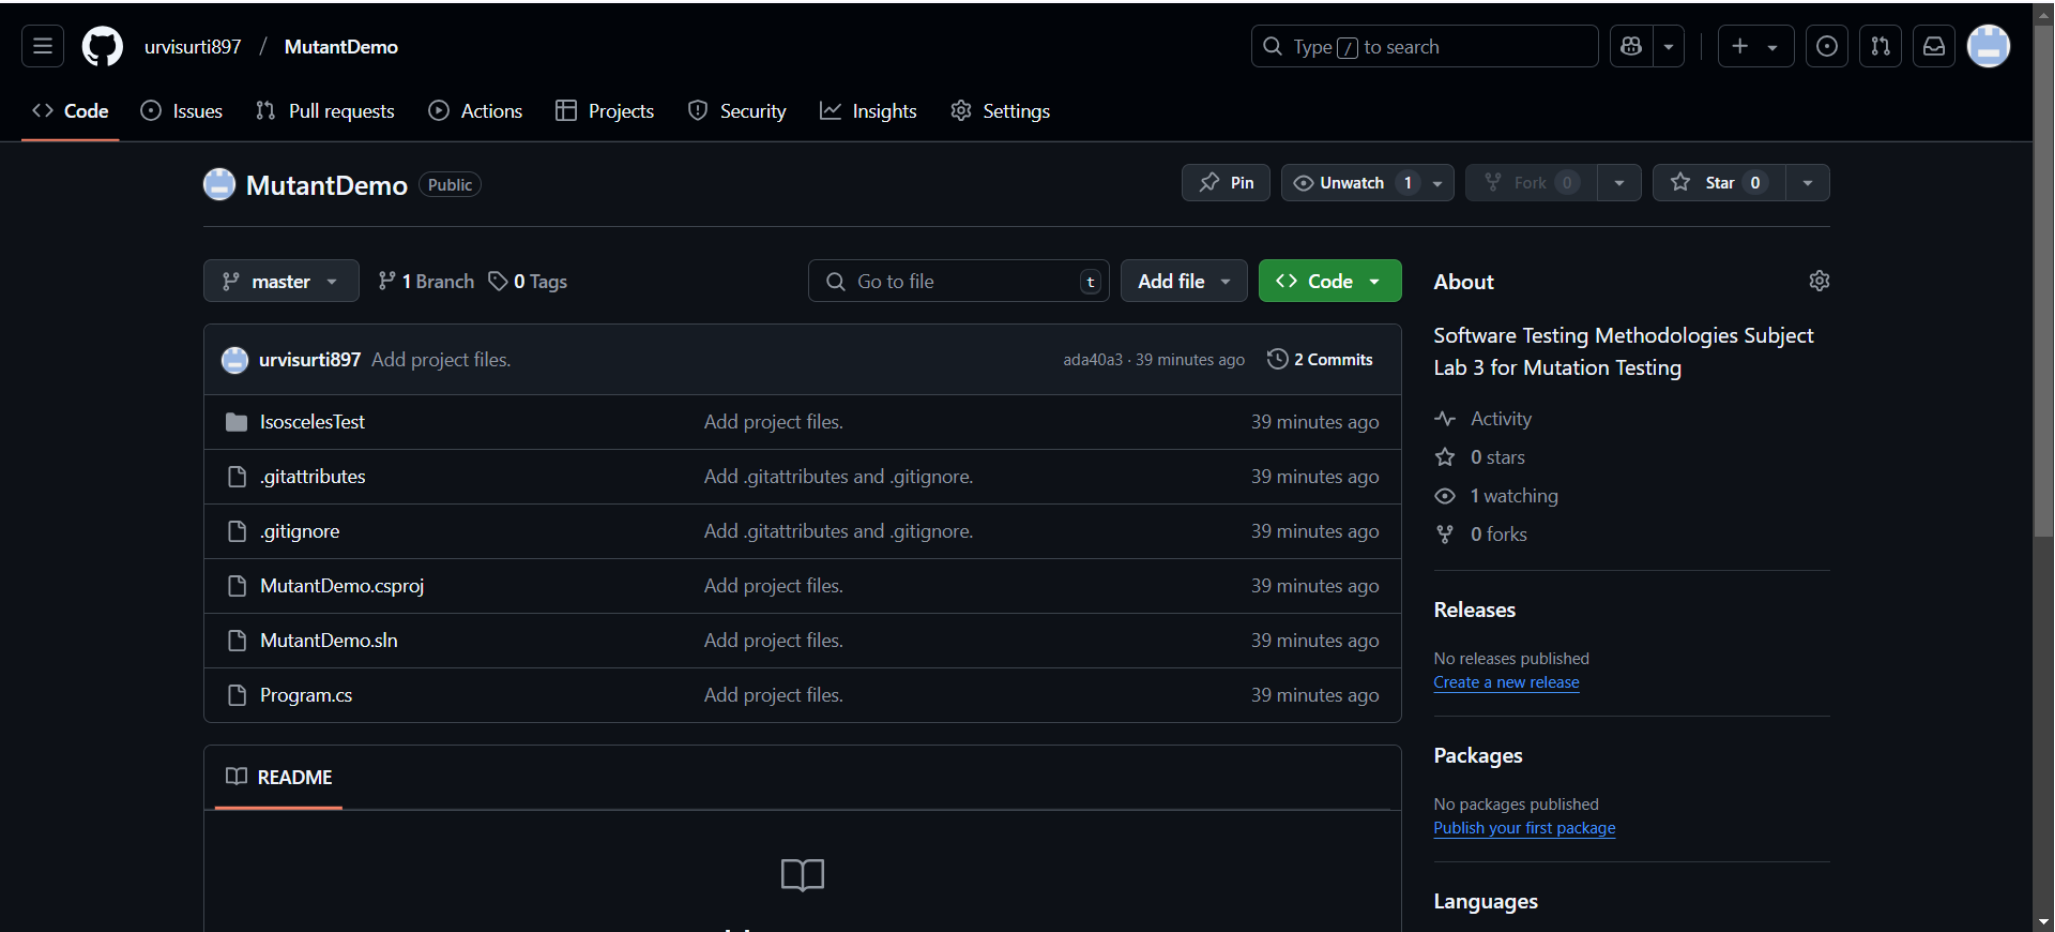 urvisurti897 / MutantDemo
Type / to search
Code Issues Pull requests Actions Projects Security Insights Settings
MutantDemo Public
Pin Unwatch 1 Fork 0 Star 0
master 1 Branch 0 Tags
Go to file t Add file Code
urvisurti897 Add project files. ada40a3 · 39 minutes ago 2 Commits
IsoscelesTest Add project files. 39 minutes ago
.gitattributes Add .gitattributes and .gitignore. 39 minutes ago
.gitignore Add .gitattributes and .gitignore. 39 minutes ago
MutantDemo.csproj Add project files. 39 minutes ago
MutantDemo.sln Add project files. 39 minutes ago
Program.cs Add project files. 39 minutes ago
README
About
Software Testing Methodologies Subject
Lab 3 for Mutation Testing
Activity
0 stars
1 watching
0 forks
Releases
No releases published
Create a new release
Packages
No packages published
Publish your first package
Languages